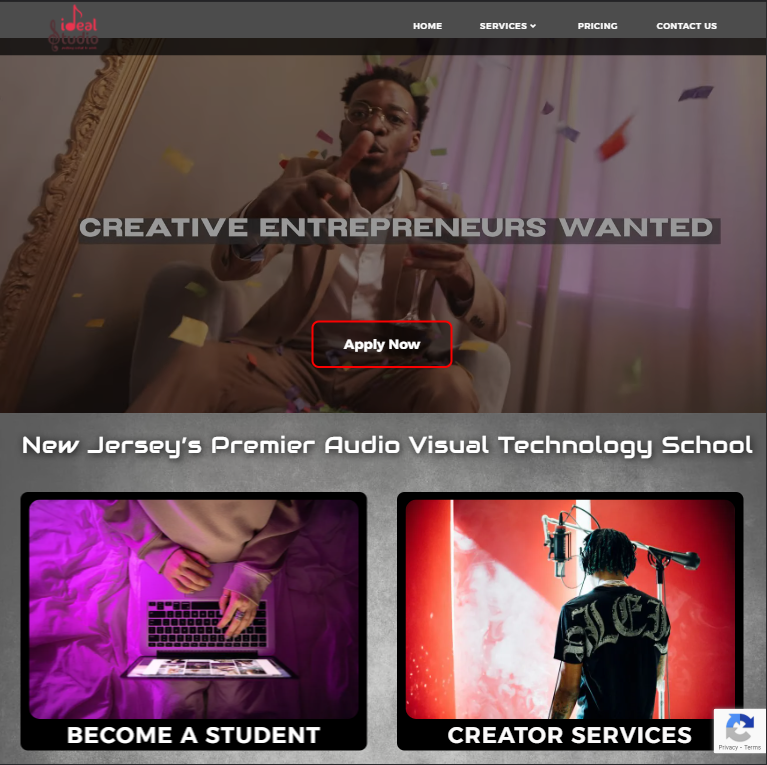 ideal
Studio
HOME
SERVICES
PRICING
CONTACT US
CREATIVE ENTREPRENEURS WANTED
Apply Now
New Jersey's Premier Audio Visual Technology School
BECOME A STUDENT
CREATOR SERVICES
Privacy - Terms